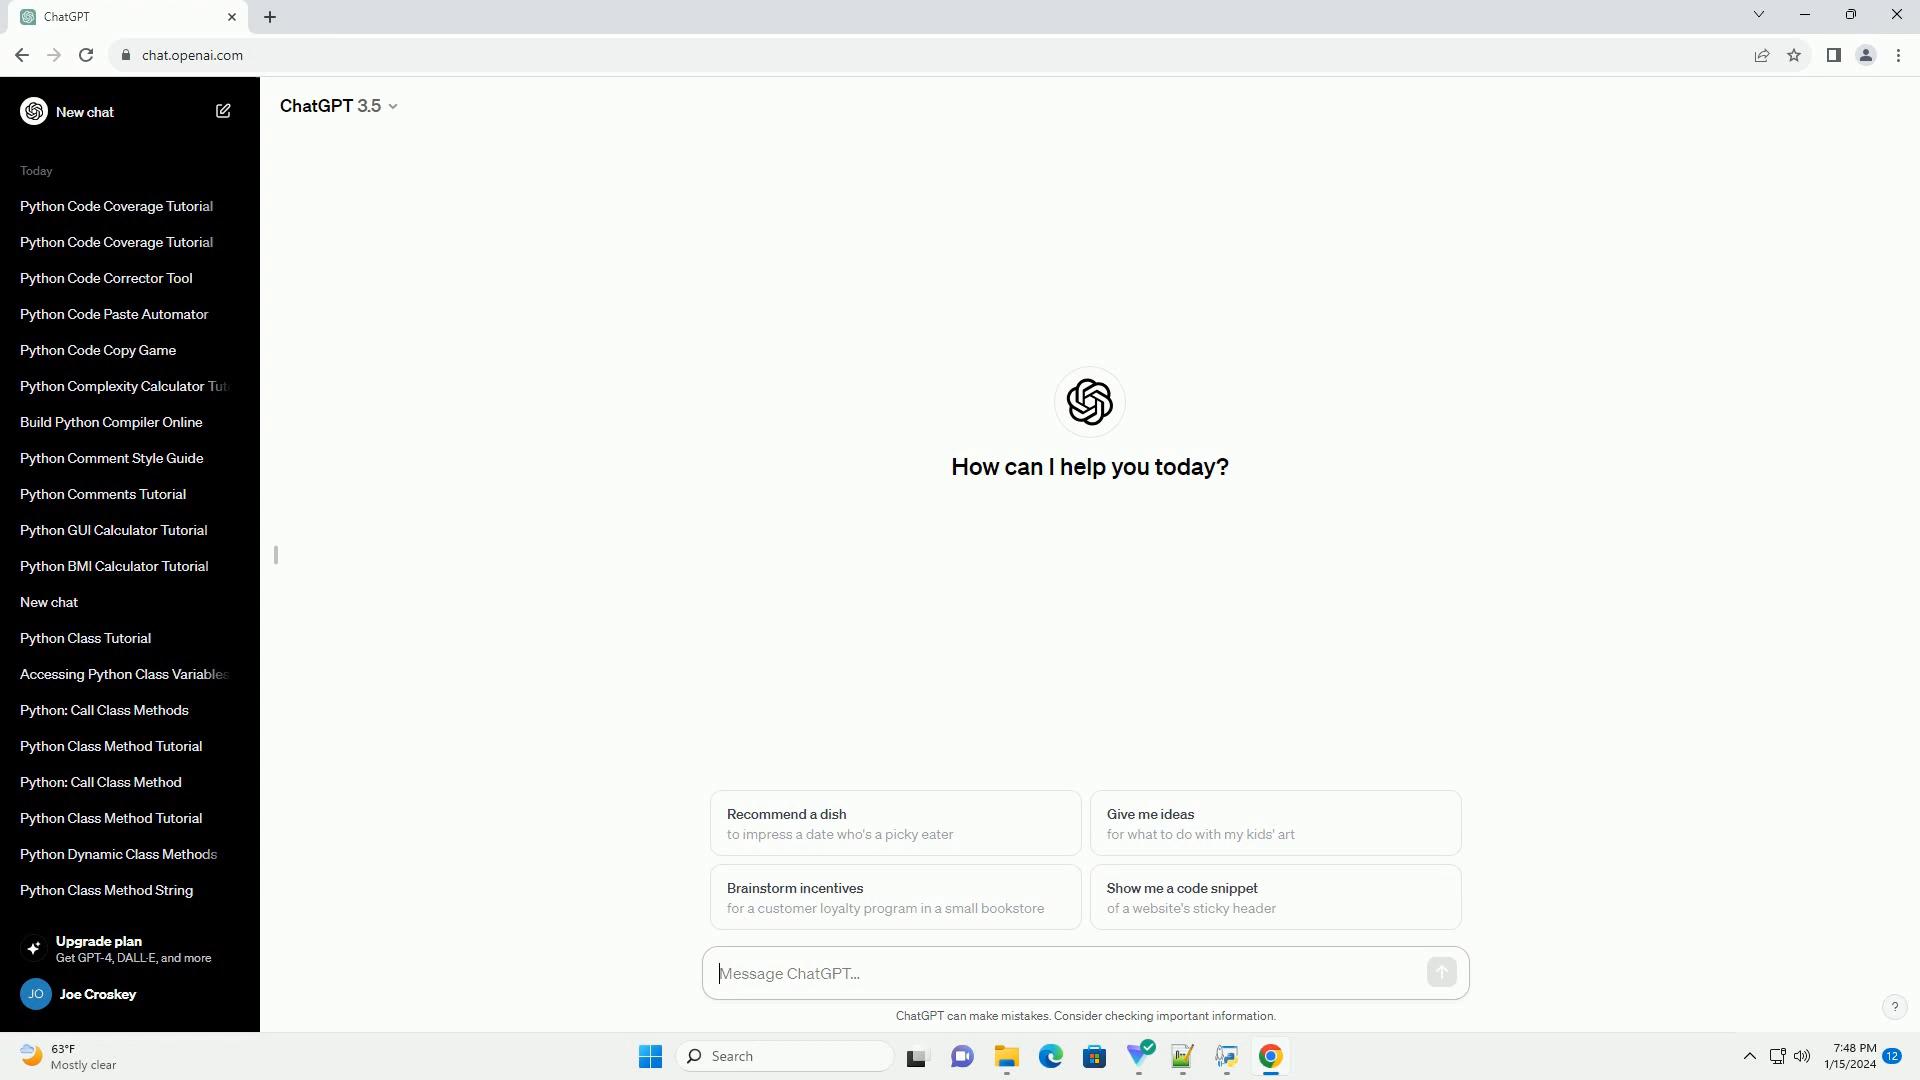 ChatGPT
chat.openai.com
New chat
ChatGPT 3.5
Today
Python Code Coverage Tutorial
Python Code Coverage Tutorial
Python Code Corrector Tool
Python Code Paste Automator
Python Code Copy Game
Python Complexity Calculator Tut
Build Python Compiler Online
Python Comment Style Guide
Python Comments Tutorial
Python GUI Calculator Tutorial
Python BMI Calculator Tutorial
New chat
Python Class Tutorial
Accessing Python Class Variables
Python: Call Class Methods
Python Class Method Tutorial
Python: Call Class Method
Python Class Method Tutorial
Python Dynamic Class Methods
Python Class Method String
Upgrade plan
Get GPT-4, DALL·E, and more
JO
Joe Croskey
How can I help you today?
Recommend a dish
to impress a date who's a picky eater
Give me ideas
for what to do with my kids' art
Brainstorm incentives
for a customer loyalty program in a small bookstore
Show me a code snippet
of a website's sticky header
Message ChatGPT...
ChatGPT can make mistakes. Consider checking important information.
?
63°F
Mostly clear
Search
7:48 PM
1/15/2024
12